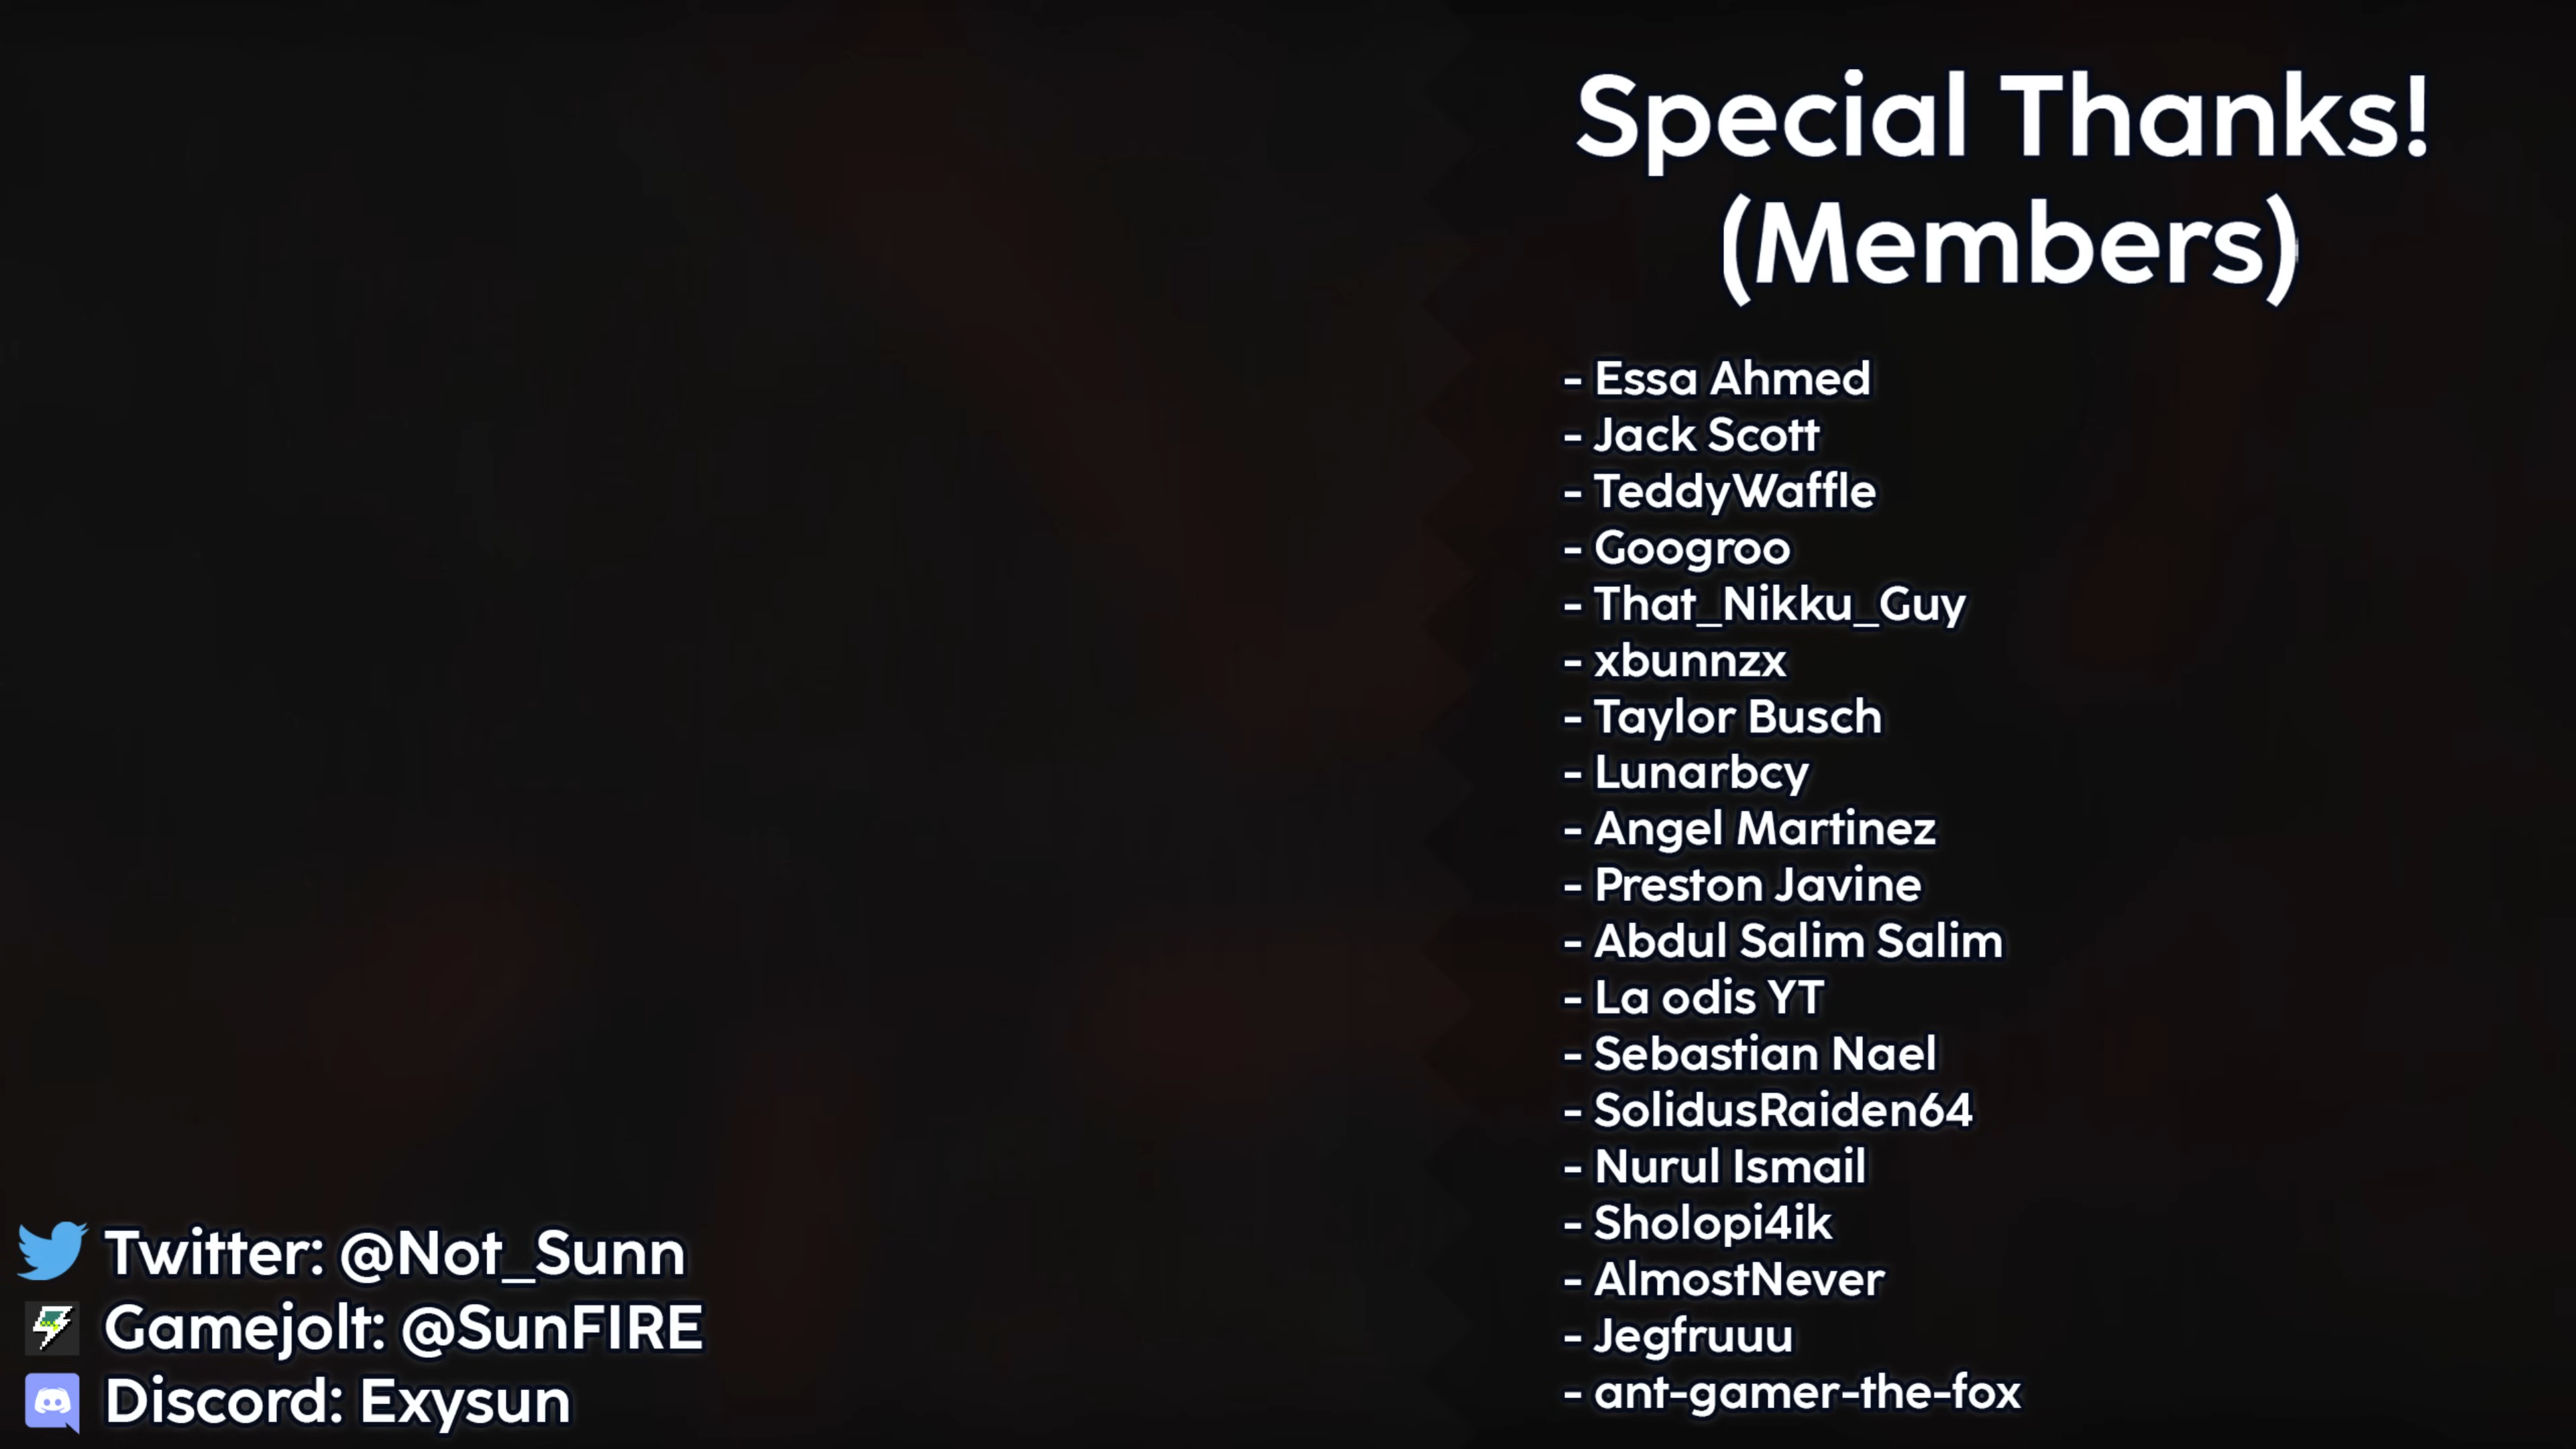 Special Thanks!
(Members)
- Essa Ahmed
- Jack Scott
- TeddyWaffle
- Googroo
- That_Nikku_Guy
- xbunnzx
- Taylor Busch
- Lunarbcy
- Angel Martinez
- Preston Javine
- Abdul Salim Salim
- La odis YT
- Sebastian Nael
- SolidusRaiden64
- Nurul Ismail
- Sholopi4ik
- AlmostNever
- Jegfruuu
- ant-gamer-the-fox
Twitter: @Not_Sunn
Gamejolt: @SunFIRE
Discord: Exysun